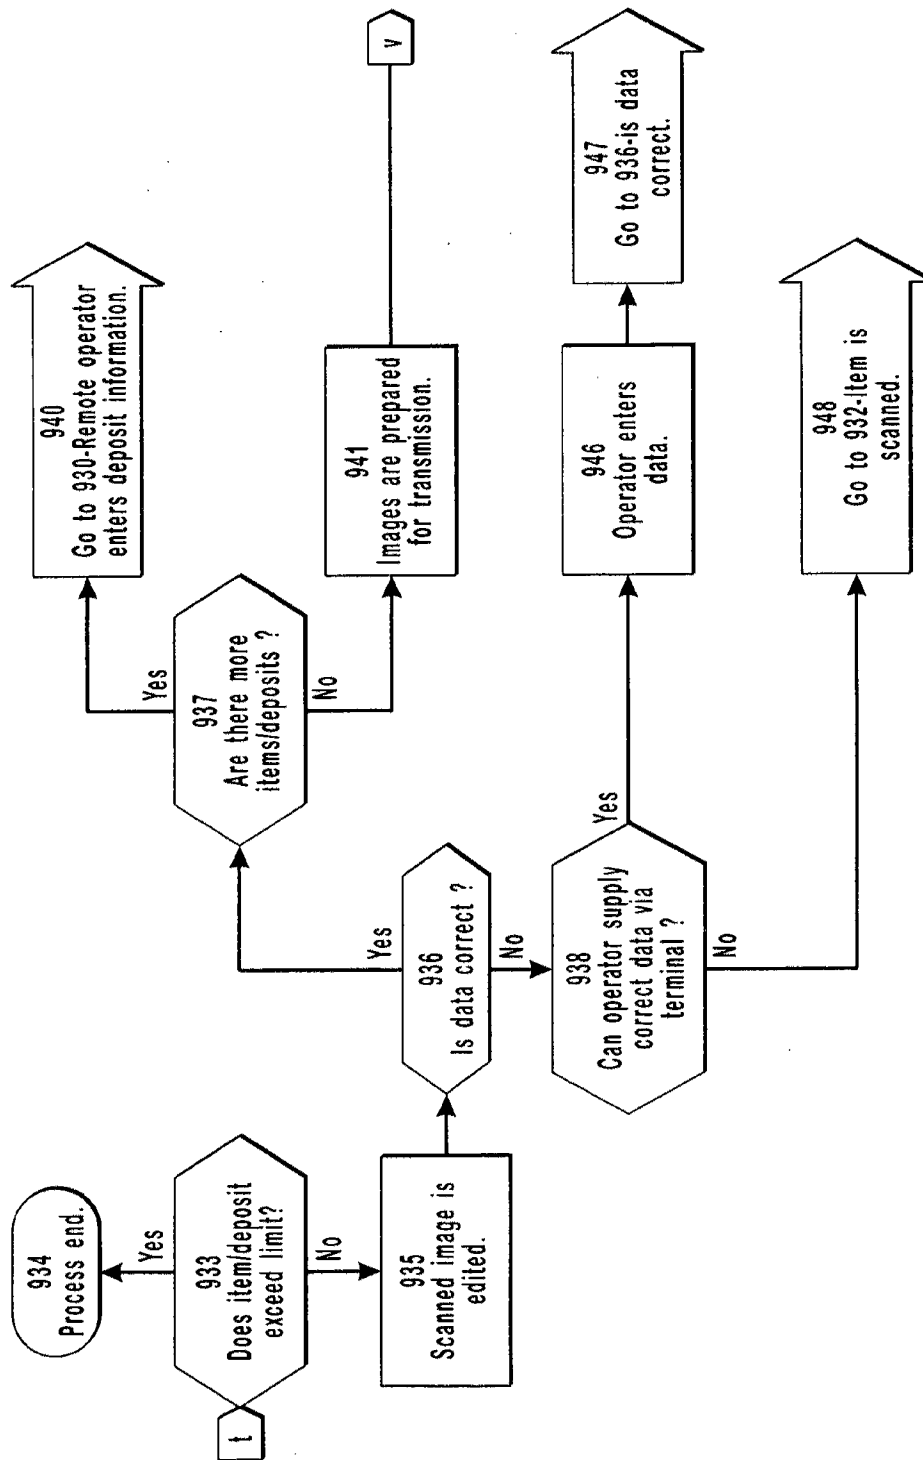 t
933
Does item/deposit
exceed limit?
Yes
934
Process end.
No
935
Scanned image is
edited.
936
Is data correct ?
Yes
937
Are there more
items/deposits ?
Yes
940
Go to 930-Remote operator
enters deposit information.
No
941
Images are prepared
for transmission.
v
No
938
Can operator supply
correct data via
terminal ?
Yes
946
Operator enters
data.
947
Go to 936-is data
correct.
No
948
Go to 932-Item is
scanned.